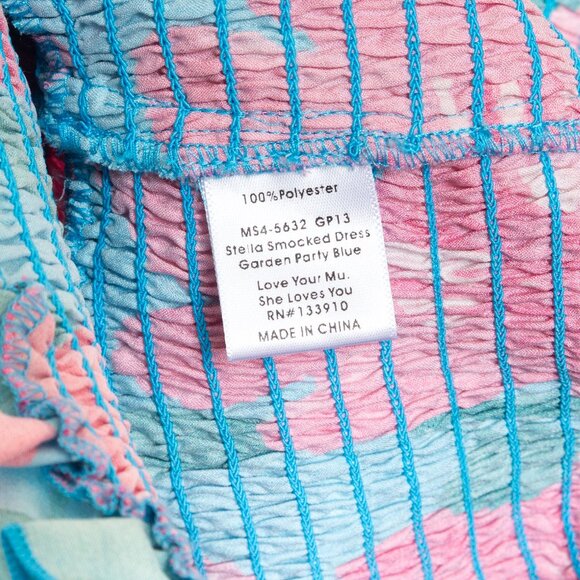 100%Polyester
MS4-5632 GP13
Stella Smocked Dress
Garden Party Blue
Love Your Mu.
She Loves You
RN#133910
MADE IN CHINA